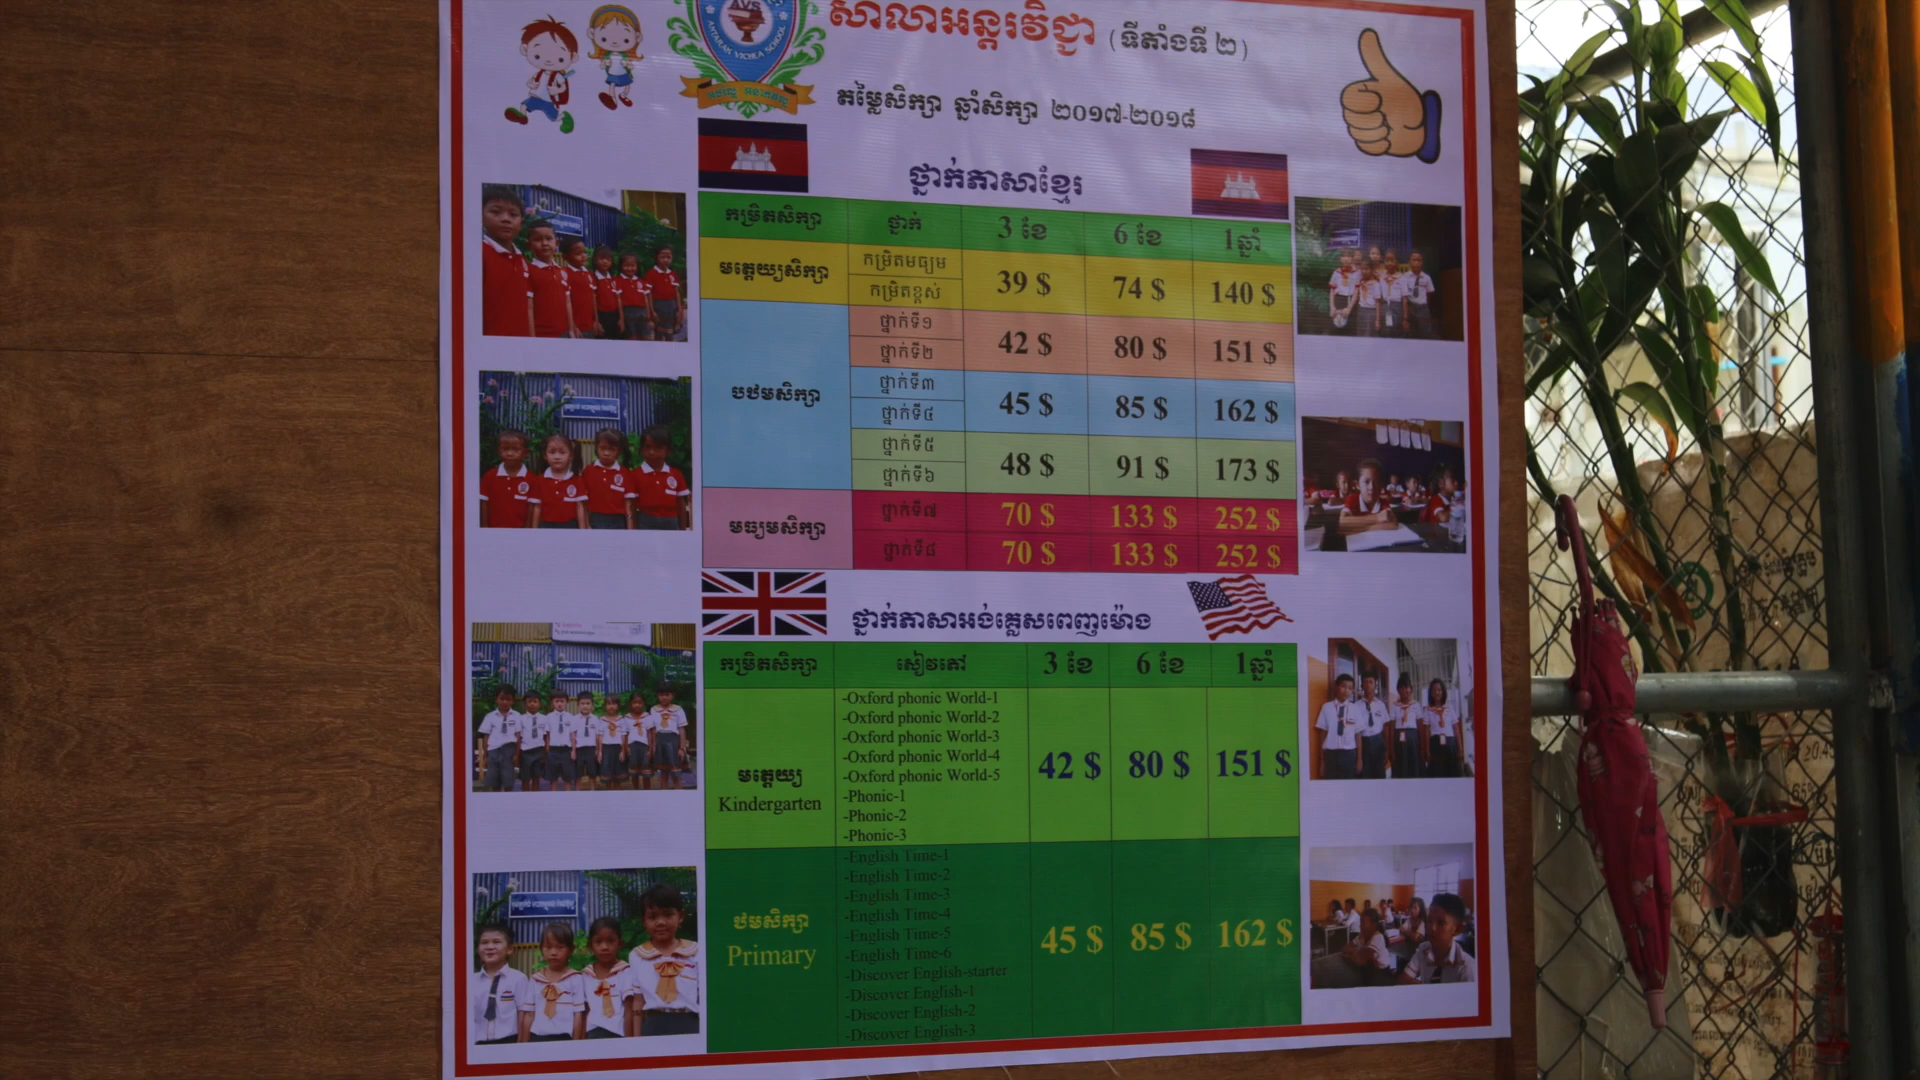 AVS
ANTARAK VICHEA SCHOOL
សាលាអន្តរវិជ្ជា (ទីតាំងទី ២)
តម្លៃសិក្សា ឆ្នាំសិក្សា ២០១៧-២០១៨
ថ្នាក់ភាសាខ្មែរ
កម្រិតសិក្សា ថ្នាក់ 3 ខែ 6 ខែ 1ឆ្នាំ
មត្តេយ្យសិក្សា កម្រិតមធ្យម 39 $ 74 $ 140 $
កម្រិតខ្ពស់
បឋមសិក្សា
ថ្នាក់ទី១ 42 $ 80 $ 151 $
ថ្នាក់ទី២
ថ្នាក់ទី៣ 45 $ 85 $ 162 $
ថ្នាក់ទី៤
ថ្នាក់ទី៥ 48 $ 91 $ 173 $
ថ្នាក់ទី៦
មធ្យមសិក្សា
ថ្នាក់ទី៧ 70 $ 133 $ 252 $
ថ្នាក់ទី៨ 70 $ 133 $ 252 $
ថ្នាក់ភាសាអង់គ្លេសពេញម៉ោង
កម្រិតសិក្សា សៀវភៅ 3 ខែ 6 ខែ 1ឆ្នាំ
មត្តេយ្យ
Kindergarten
-Oxford phonic World-1
-Oxford phonic World-2
-Oxford phonic World-3
-Oxford phonic World-4
-Oxford phonic World-5
-Phonic-1
-Phonic-2
-Phonic-3
42 $ 80 $ 151 $
បឋមសិក្សា
Primary
-English Time-1
-English Time-2
-English Time-3
-English Time-4
-English Time-5
-English Time-6
-Discover English-starter
-Discover English-1
-Discover English-2
-Discover English-3
45 $ 85 $ 162 $